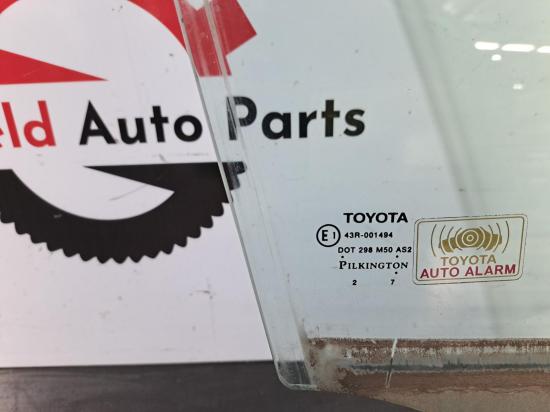 eld Auto Parts
TOYOTA
E1 43R-001494
DOT 298 M50 AS2
PILKINGTON
2 7
TOYOTA
AUTO ALARM